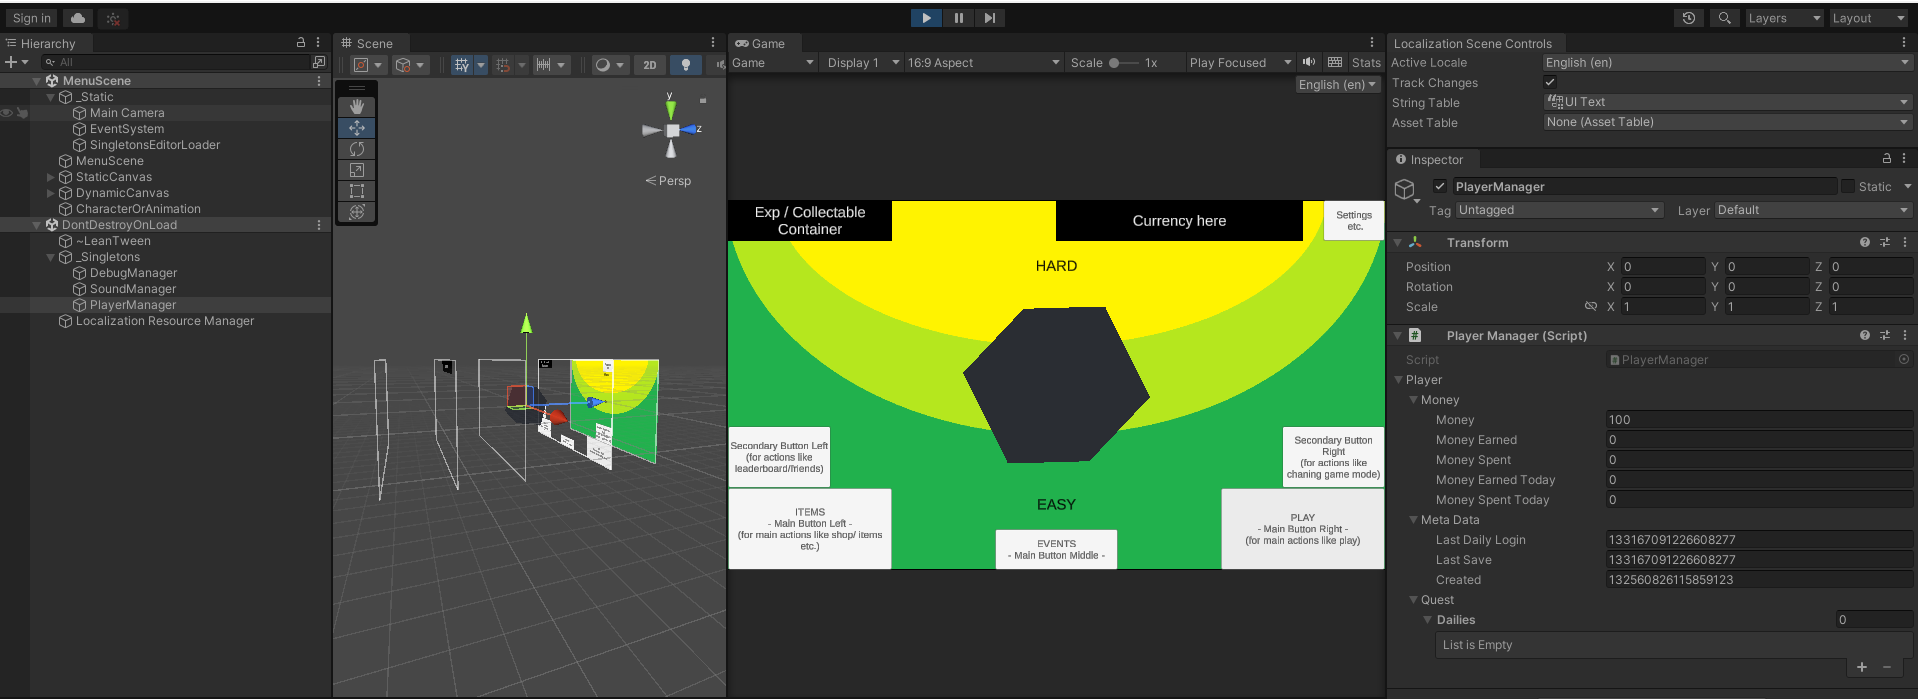 Sign in
Layers
Layout
Hierarchy
Scene
Game
Localization Scene Controls
All
2D
Game
Display 1
16:9 Aspect
Scale
1x
Play Focused
Stats
Active Locale
English (en)
MenuScene
_Static
Main Camera
EventSystem
SingletonsEditorLoader
MenuScene
StaticCanvas
DynamicCanvas
CharacterOrAnimation
DontDestroyOnLoad
~LeanTween
_Singletons
DebugManager
SoundManager
PlayerManager
Localization Resource Manager
y
z
Persp
English (en)
Exp / Collectable
Container
Currency here
Settings
etc.
HARD
Secondary Button Left
(for actions like
leaderboard/friends)
Secondary Button
Right
(for actions like
chaning game mode)
EASY
ITEMS
- Main Button Left -
(for main actions like shop/ items
etc.)
EVENTS
- Main Button Middle -
PLAY
- Main Button Right -
(for main actions like play)
Track Changes
String Table
UI Text
Asset Table
None (Asset Table)
Inspector
PlayerManager
Static
Tag
Untagged
Layer
Default
Transform
Position
X 0 Y 0 Z 0
Rotation
X 0 Y 0 Z 0
Scale
X 1 Y 1 Z 1
Player Manager (Script)
Script
PlayerManager
Player
Money
Money
100
Money Earned
0
Money Spent
0
Money Earned Today
0
Money Spent Today
0
Meta Data
Last Daily Login
133167091226608277
Last Save
133167091226608277
Created
132560826115859123
Quest
Dailies
0
List is Empty